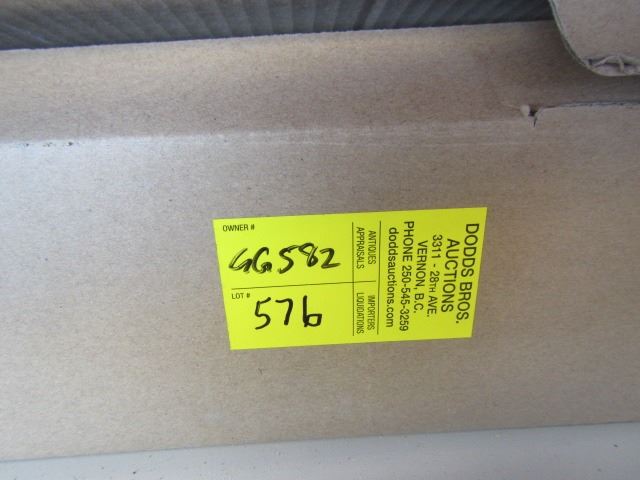 OWNER #
GG582
LOT #
576
ANTIQUES
APPRAISALS
IMPORTERS
LIQUIDATIONS
DODDS BROS.
AUCTIONS
3311 - 28TH AVE.
VERNON, B.C.
PHONE 250-545-3259
doddsauctions.com